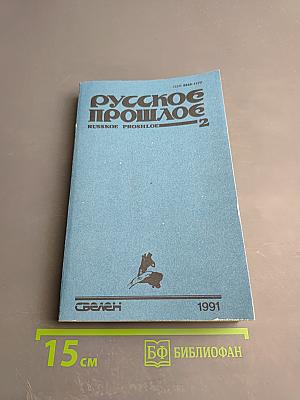 РУССКОЕ
ПРОШЛОЕ
RUSSKOE PROSHLOE 2
СВЕЛЕН 1991
15 см
БФ БИБЛИОФАН